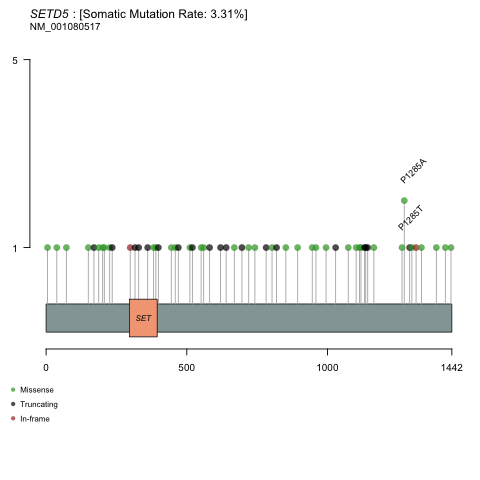 SETD5 : [Somatic Mutation Rate: 3.31%]
NM_001080517
5
P1285A
P1285T
1
SET
0
500
1000
1442
Missense
Truncating
In-frame